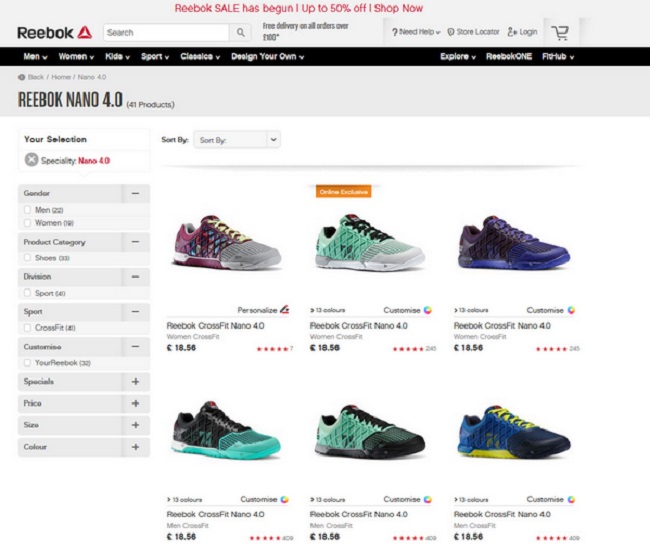 Reebok SALE has begun | Up to 50% off | Shop Now
Reebok
Search
Free delivery on all orders over
£100*
? Need Help
Store Locator
Login
Men
Women
Kids
Sport
Classics
Design Your Own
Explore
ReebokONE
FitHub
Back / Home / Nano 4.0
REEBOK NANO 4.0 (41 Products)
Your Selection
Speciality: Nano 4.0
Sort By: Sort By:
Gender
Men (22)
Women (19)
Product Category
Shoes (33)
Division
Sport (41)
Sport
CrossFit (41)
Customise
YourReebok (32)
Specials
Price
Size
Colour
Online Exclusive
Personalize
Reebok CrossFit Nano 4.0
Women CrossFit
£ 18.56
7
> 13 colours Customise
Reebok CrossFit Nano 4.0
Women CrossFit
£ 18.56
245
> 13 colours Customise
Reebok CrossFit Nano 4.0
Women CrossFit
£ 18.56
245
> 13 colours Customise
Reebok CrossFit Nano 4.0
Men CrossFit
£ 18.56
409
> 13 colours Customise
Reebok CrossFit Nano 4.0
Men CrossFit
£ 18.56
409
> 13 colours Customise
Reebok CrossFit Nano 4.0
Men CrossFit
£ 18.56
409